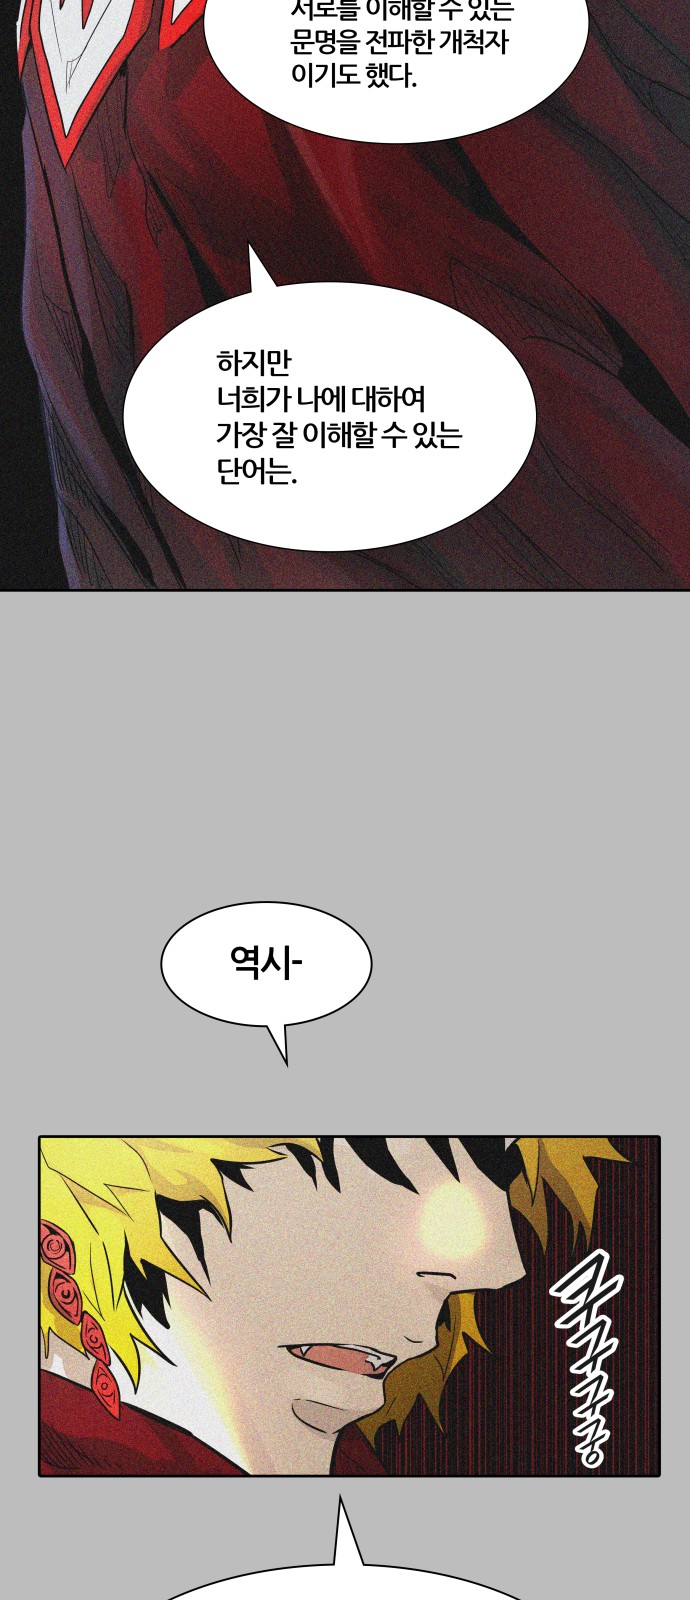 서로를 이해할 수 있는
문명을 전파한 개척자
이기도 했다.
하지만
너희가 나에 대하여
가장 잘 이해할 수 있는
단어는.
역시-
쿠구구구궁